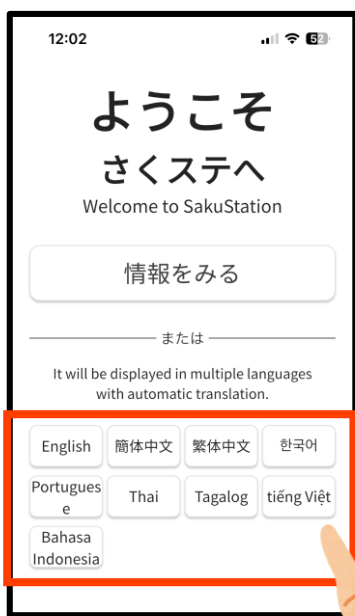 12:02
52
ようこそ
さくステへ
Welcome to SakuStation
情報をみる
または
It will be displayed in multiple languages
with automatic translation.
English 簡体中文 繁体中文 한국어
Portugues
e
Thai Tagalog tiếng Việt
Bahasa
Indonesia